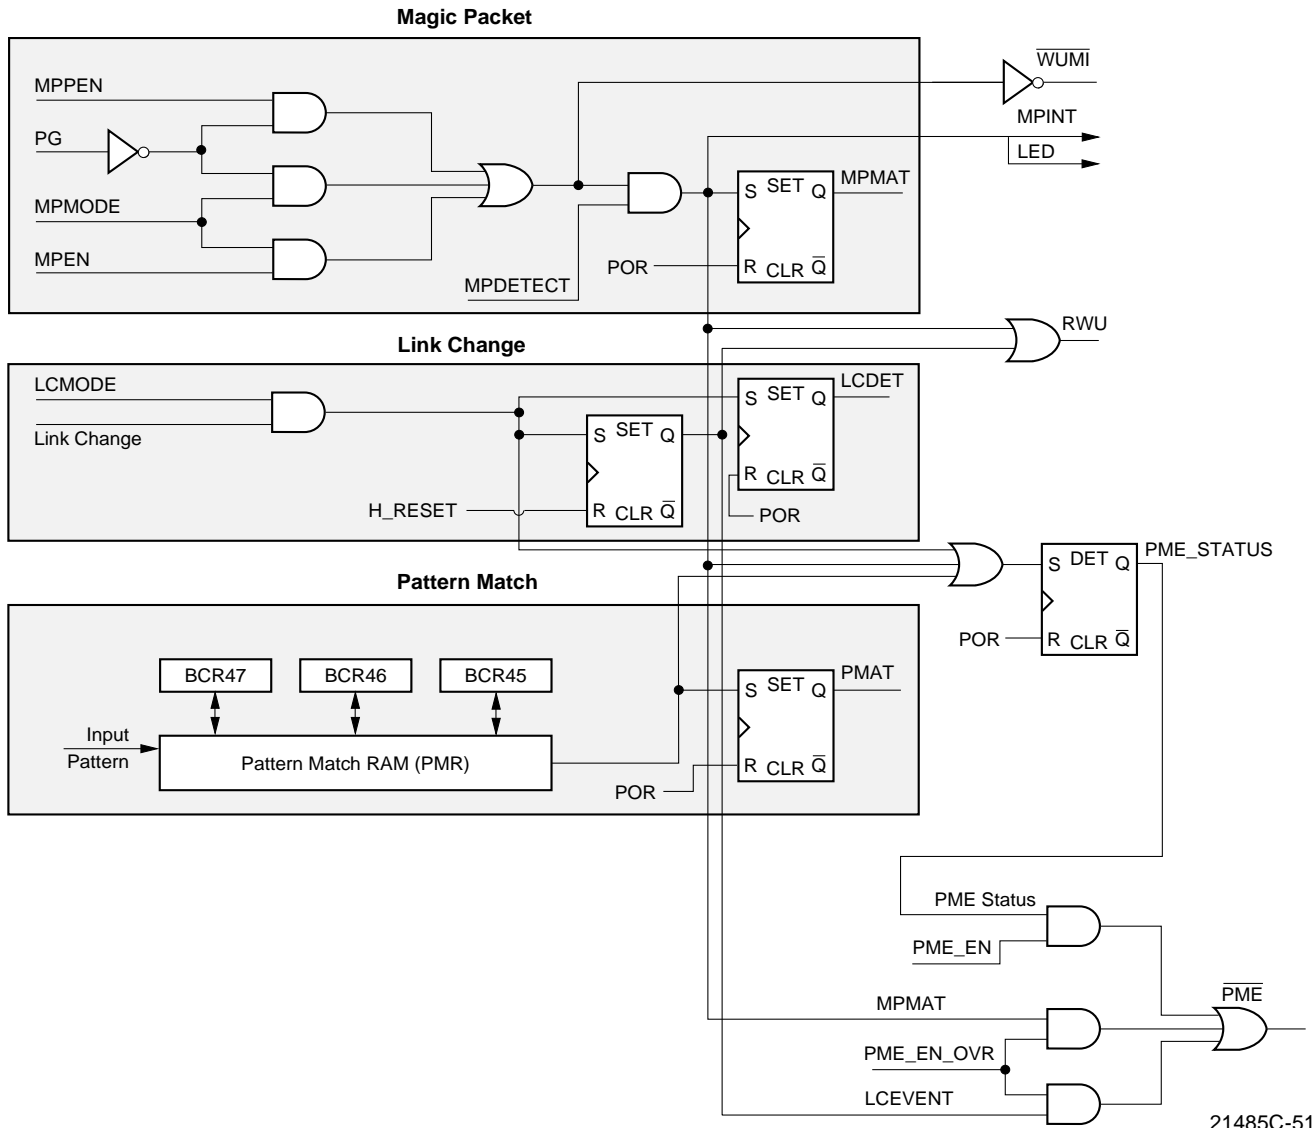 Magic Packet
MPPEN
PG
MPMODE
MPEN
MPDETECT
POR
S SET Q
R CLR Q̅
MPMAT
W̅U̅M̅I̅
MPINT
LED
RWU
Link Change
LCMODE
Link Change
H_RESET
S SET Q
R CLR Q̅
S SET Q
R CLR Q̅
LCDET
POR
S DET Q
R CLR Q̅
PME_STATUS
POR
Pattern Match
BCR47
BCR46
BCR45
Input
Pattern
Pattern Match RAM (PMR)
S SET Q
R CLR Q̅
PMAT
POR
PME Status
PME_EN
MPMAT
PME_EN_OVR
LCEVENT
P̅M̅E̅
21485C-51